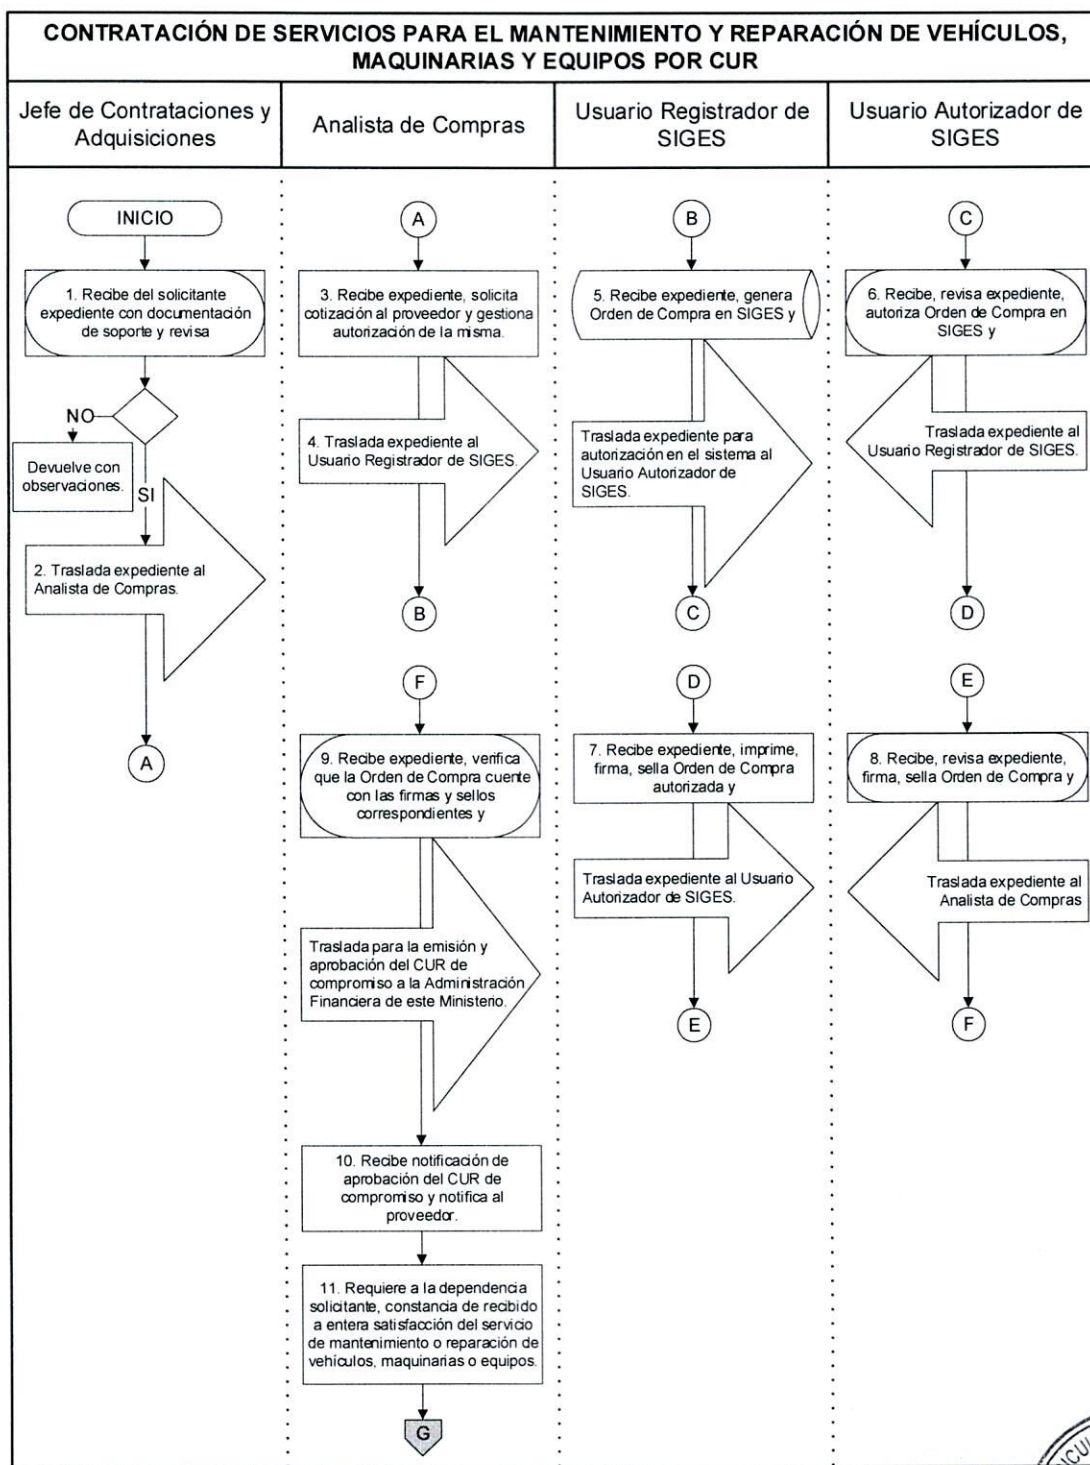 CONTRATACIÓN DE SERVICIOS PARA EL MANTENIMIENTO Y REPARACIÓN DE VEHÍCULOS,
MAQUINARIAS Y EQUIPOS POR CUR
Jefe de Contrataciones y
Adquisiciones
Analista de Compras
Usuario Registrador de
SIGES
Usuario Autorizador de
SIGES
INICIO
1. Recibe del solicitante
expediente con documentación
de soporte y revisa
NO
Devuelve con
observaciones.
SI
2. Traslada expediente al
Analista de Compras.
A
A
3. Recibe expediente, solicita
cotización al proveedor y gestiona
autorización de la misma.
4. Traslada expediente al
Usuario Registrador de SIGES.
B
B
5. Recibe expediente, genera
Orden de Compra en SIGES y
Traslada expediente para
autorización en el sistema al
Usuario Autorizador de
SIGES.
C
C
6. Recibe, revisa expediente,
autoriza Orden de Compra en
SIGES y
Traslada expediente al
Usuario Registrador de SIGES.
D
D
7. Recibe expediente, imprime,
firma, sella Orden de Compra
autorizada y
Traslada expediente al Usuario
Autorizador de SIGES.
E
E
8. Recibe, revisa expediente,
firma, sella Orden de Compra y
Traslada expediente al
Analista de Compras
F
F
9. Recibe expediente, verifica
que la Orden de Compra cuente
con las firmas y sellos
correspondientes y
Traslada para la emisión y
aprobación del CUR de
compromiso a la Administración
Financiera de este Ministerio.
10. Recibe notificación de
aprobación del CUR de
compromiso y notifica al
proveedor.
11. Requiere a la dependencia
solicitante, constancia de recibido
a entera satisfacción del servicio
de mantenimiento o reparación de
vehículos, maquinarias o equipos.
G